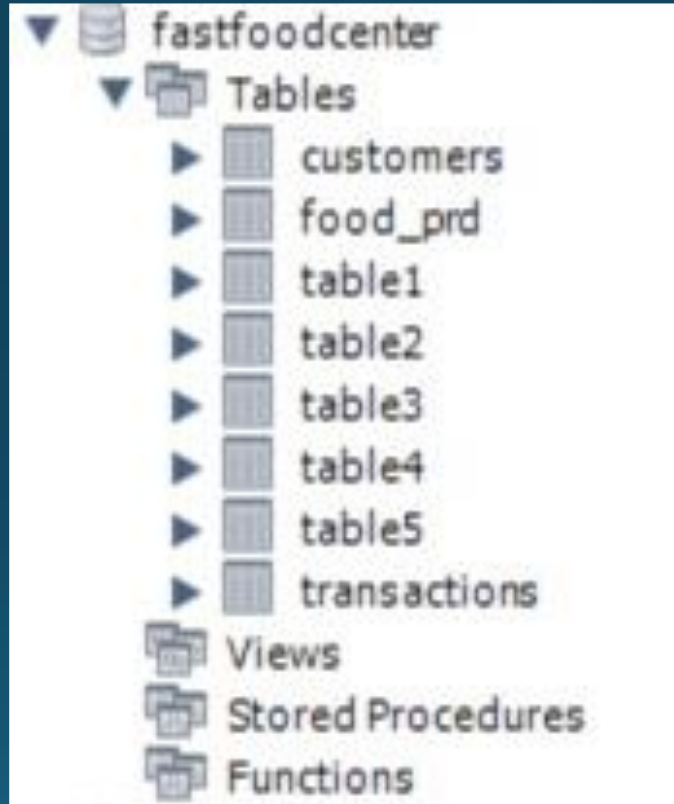 fastfoodcenter
Tables
customers
food_prd
table1
table2
table3
table4
table5
transactions
Views
Stored Procedures
Functions